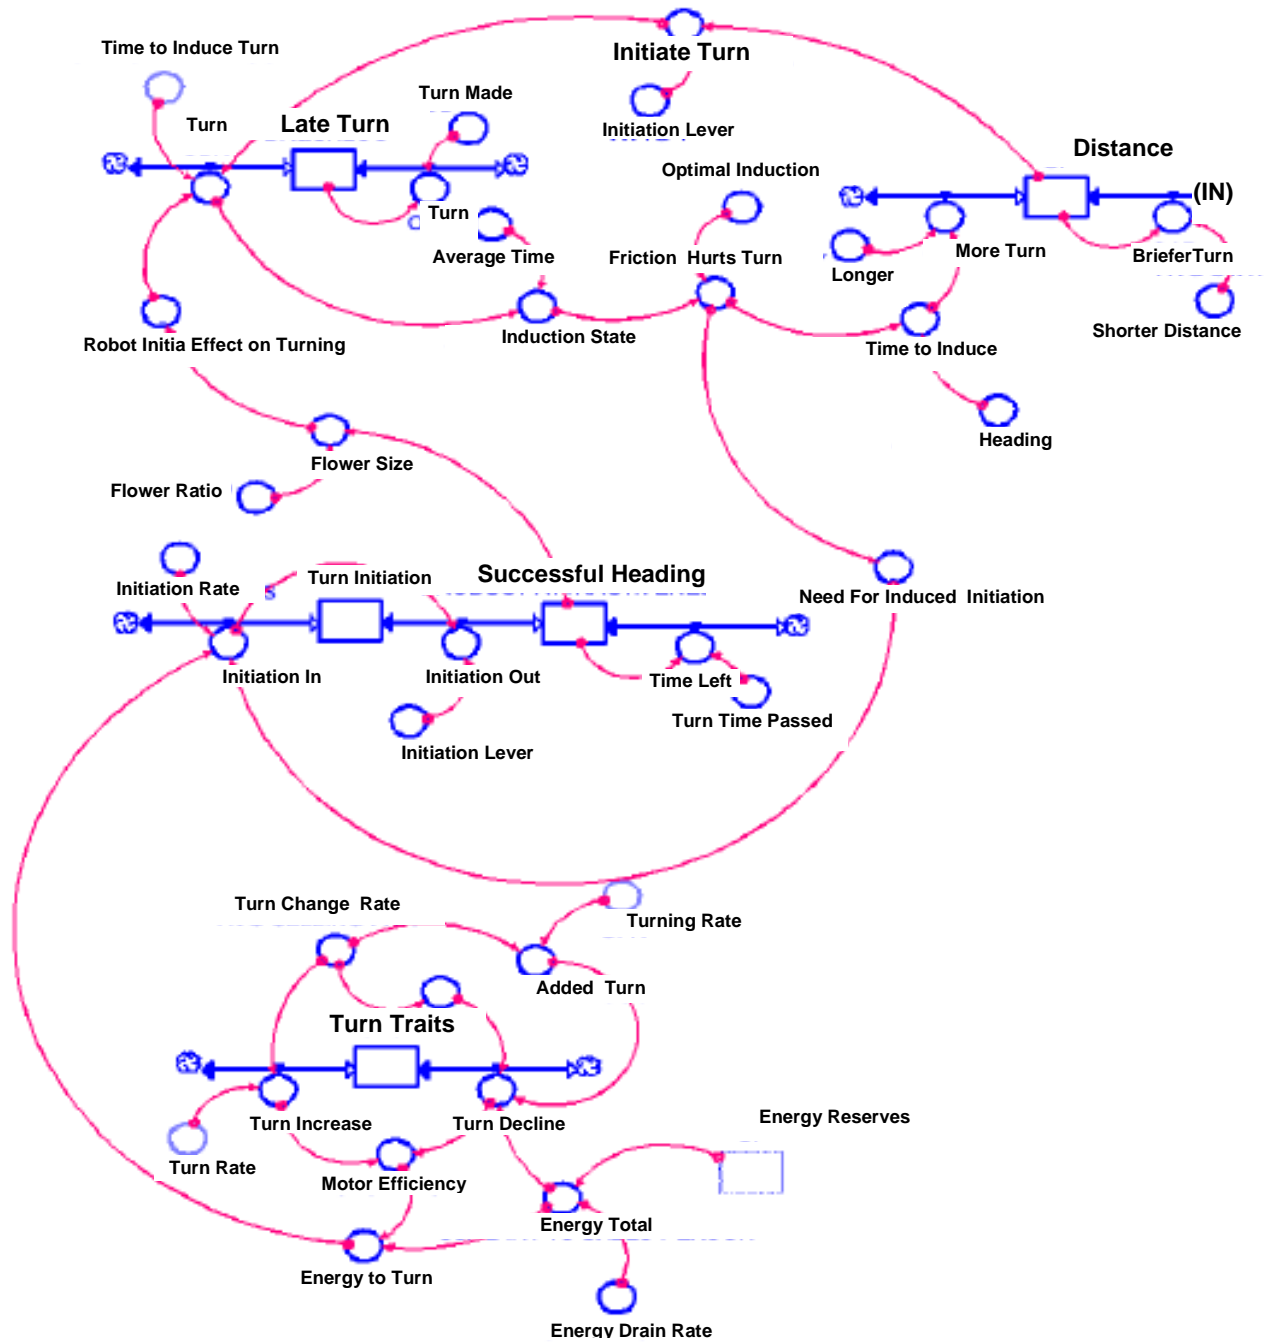 Initiate Turn
Time to Induce Turn
Turn Made
Turn
Late Turn
Initiation Lever
Distance
Optimal Induction
(IN)
Turn
Average Time
Friction Hurts Turn
More Turn
BrieferTurn
Longer
Induction State
Shorter Distance
Robot Initia Effect on Turning
Time to Induce
Heading
Flower Size
Flower Ratio
Turn Initiation
Successful Heading
Initiation Rate
s
Need For Induced Initiation
Initiation In
Initiation Out
Time Left
Turn Time Passed
Initiation Lever
Turn Change Rate
Turning Rate
Added Turn
Turn Traits
Turn Increase
Turn Decline
Energy Reserves
Turn Rate
Motor Efficiency
Energy Total
Energy to Turn
Energy Drain Rate